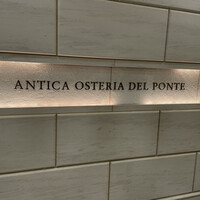 ANTICA OSTERIA DEL PONTE